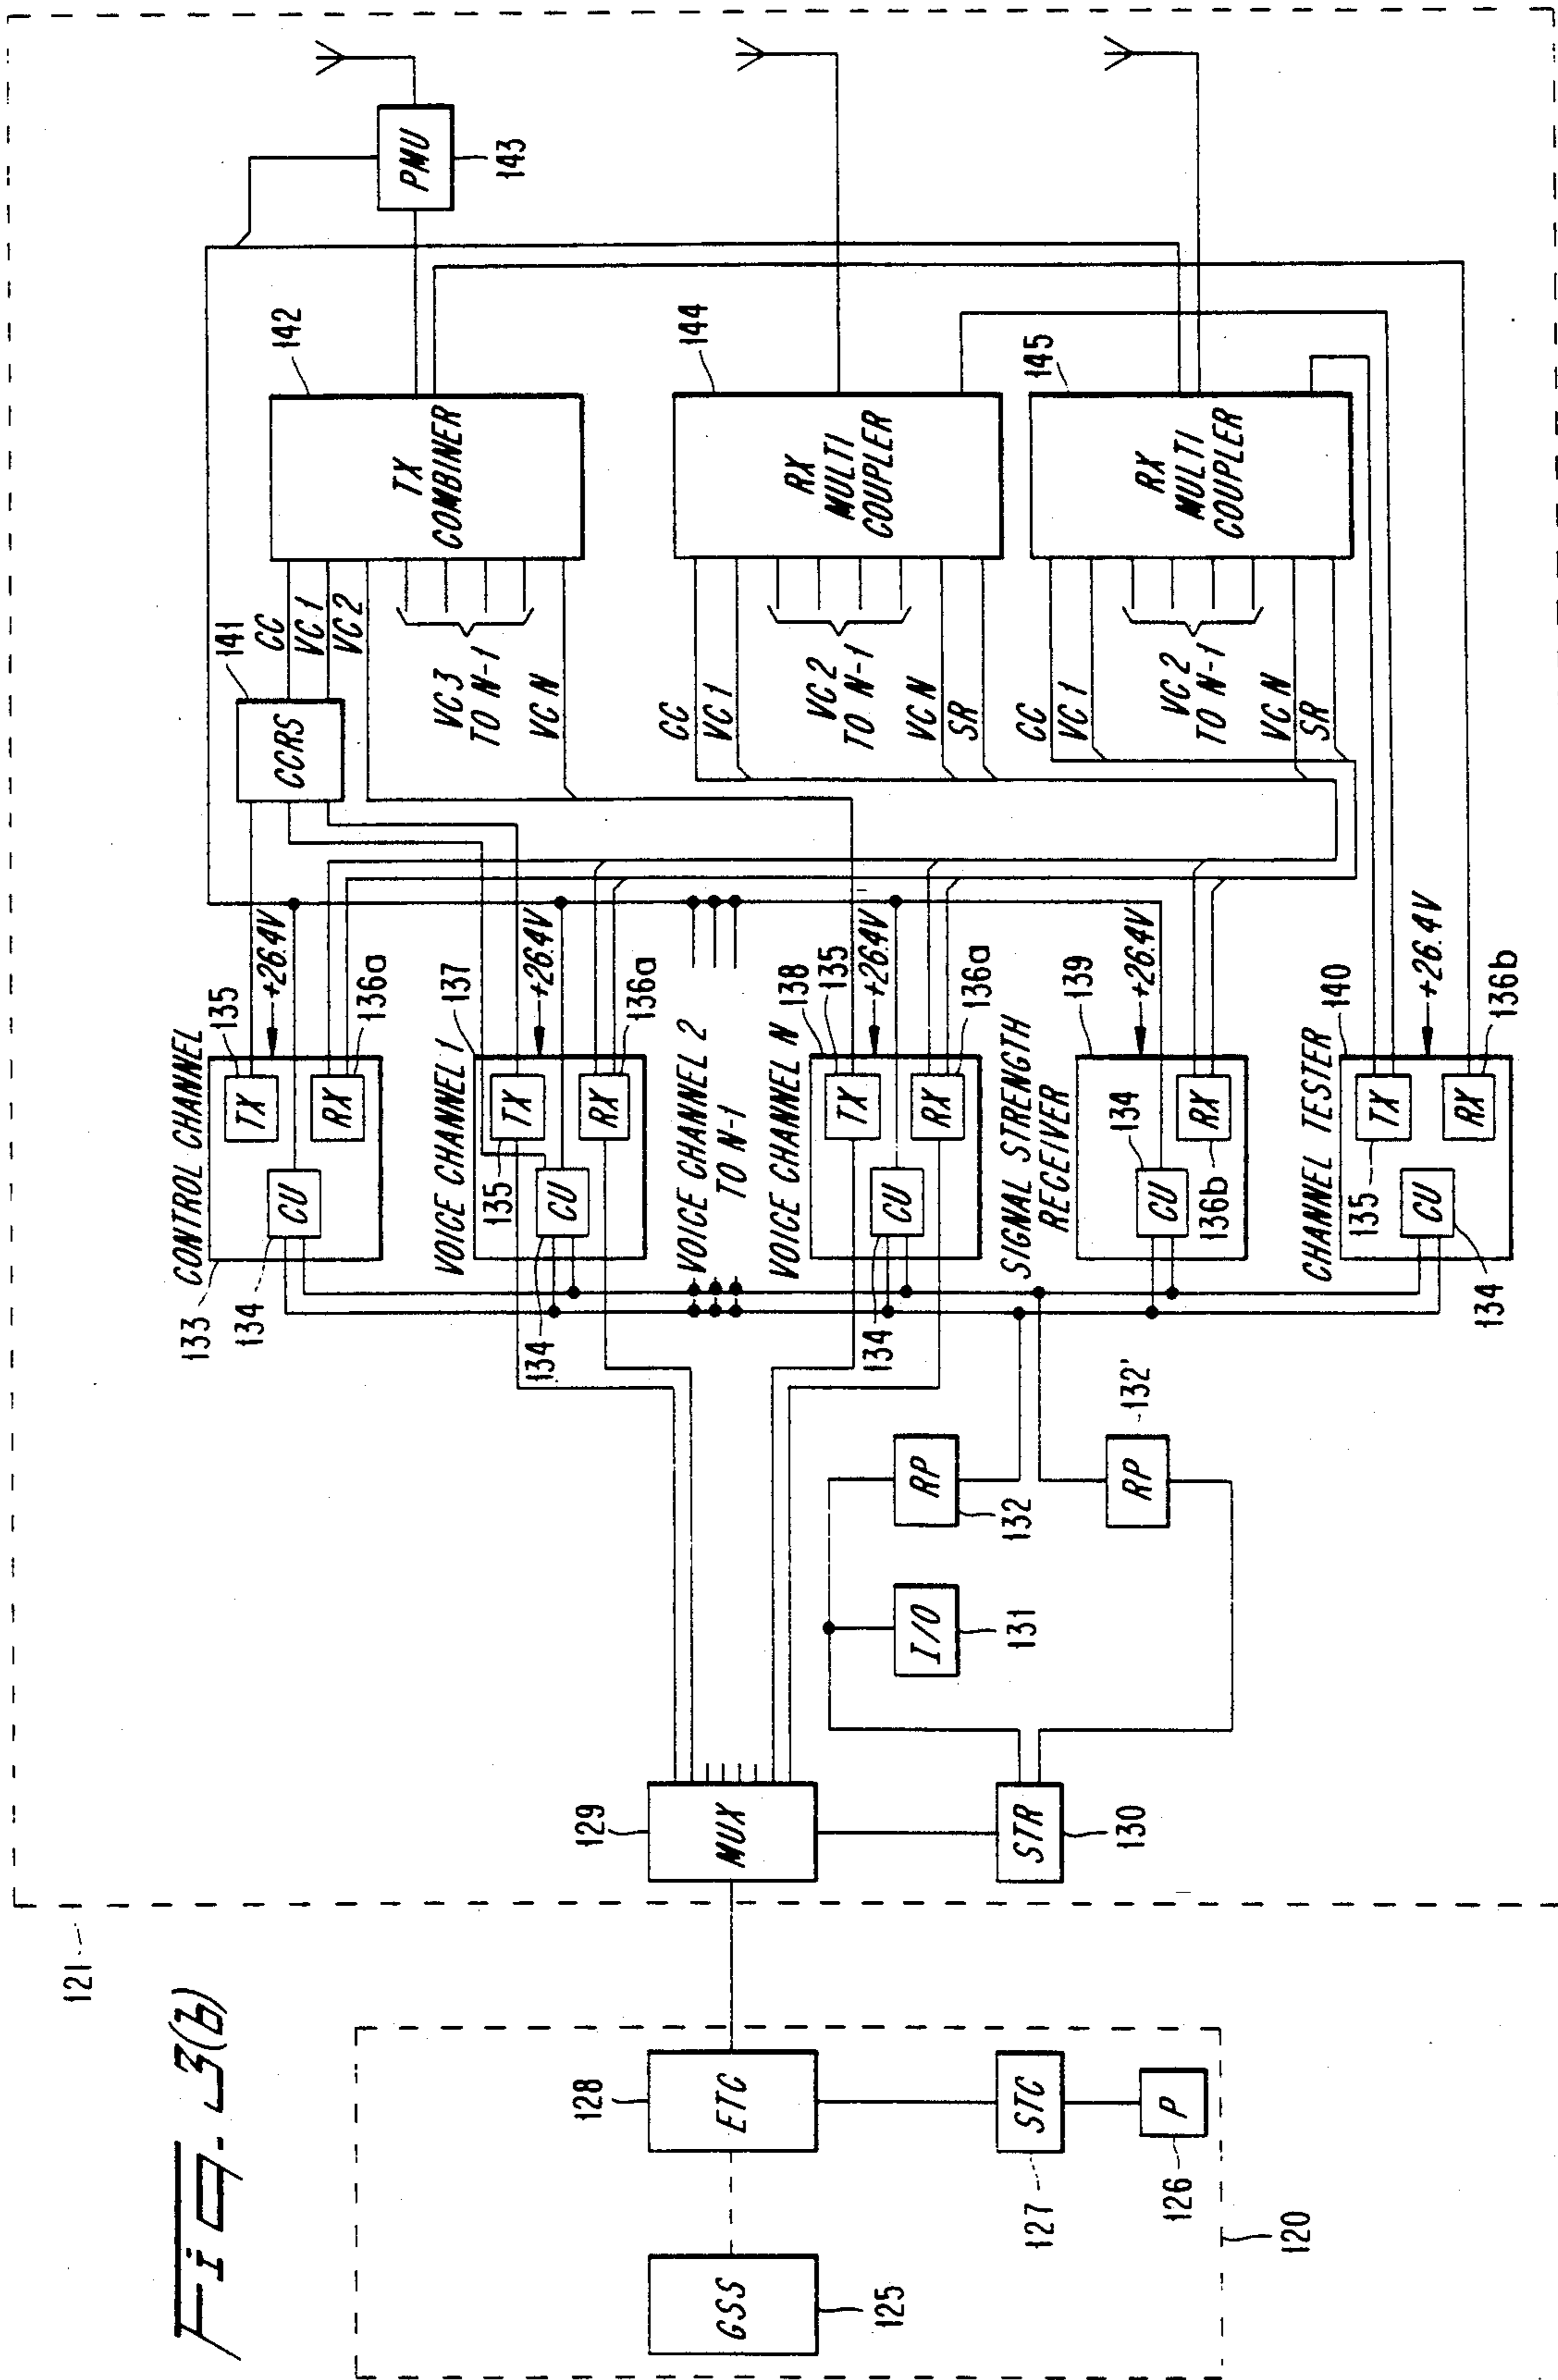 Fig. 3(b)
121
120
GSS
125
ETC
128
STC
127
P
126
MUX
129
STR
130
I/O
131
RP
132
RP
132'
CONTROL CHANNEL
133
134
CU
TX
135
RX
136a
+26.4V
VOICE CHANNEL 1
137
134
CU
TX
135
RX
136a
+26.4V
VOICE CHANNEL 2
TO N-1
VOICE CHANNEL N
138
134
CU
TX
135
RX
136a
+26.4V
SIGNAL STRENGTH
RECEIVER
139
134
CU
RX
136b
+26.4V
CHANNEL TESTER
140
134
CU
TX
135
RX
136b
+26.4V
CCRS
141
CC
VC 1
VC 2
VC 3
TO N-1
VC N
TX
COMBINER
142
PMU
143
CC
VC 1
VC 2
TO N-1
VC N
SR
RX
MULTI
COUPLER
144
CC
VC 1
VC 2
TO N-1
VC N
SR
RX
MULTI
COUPLER
145